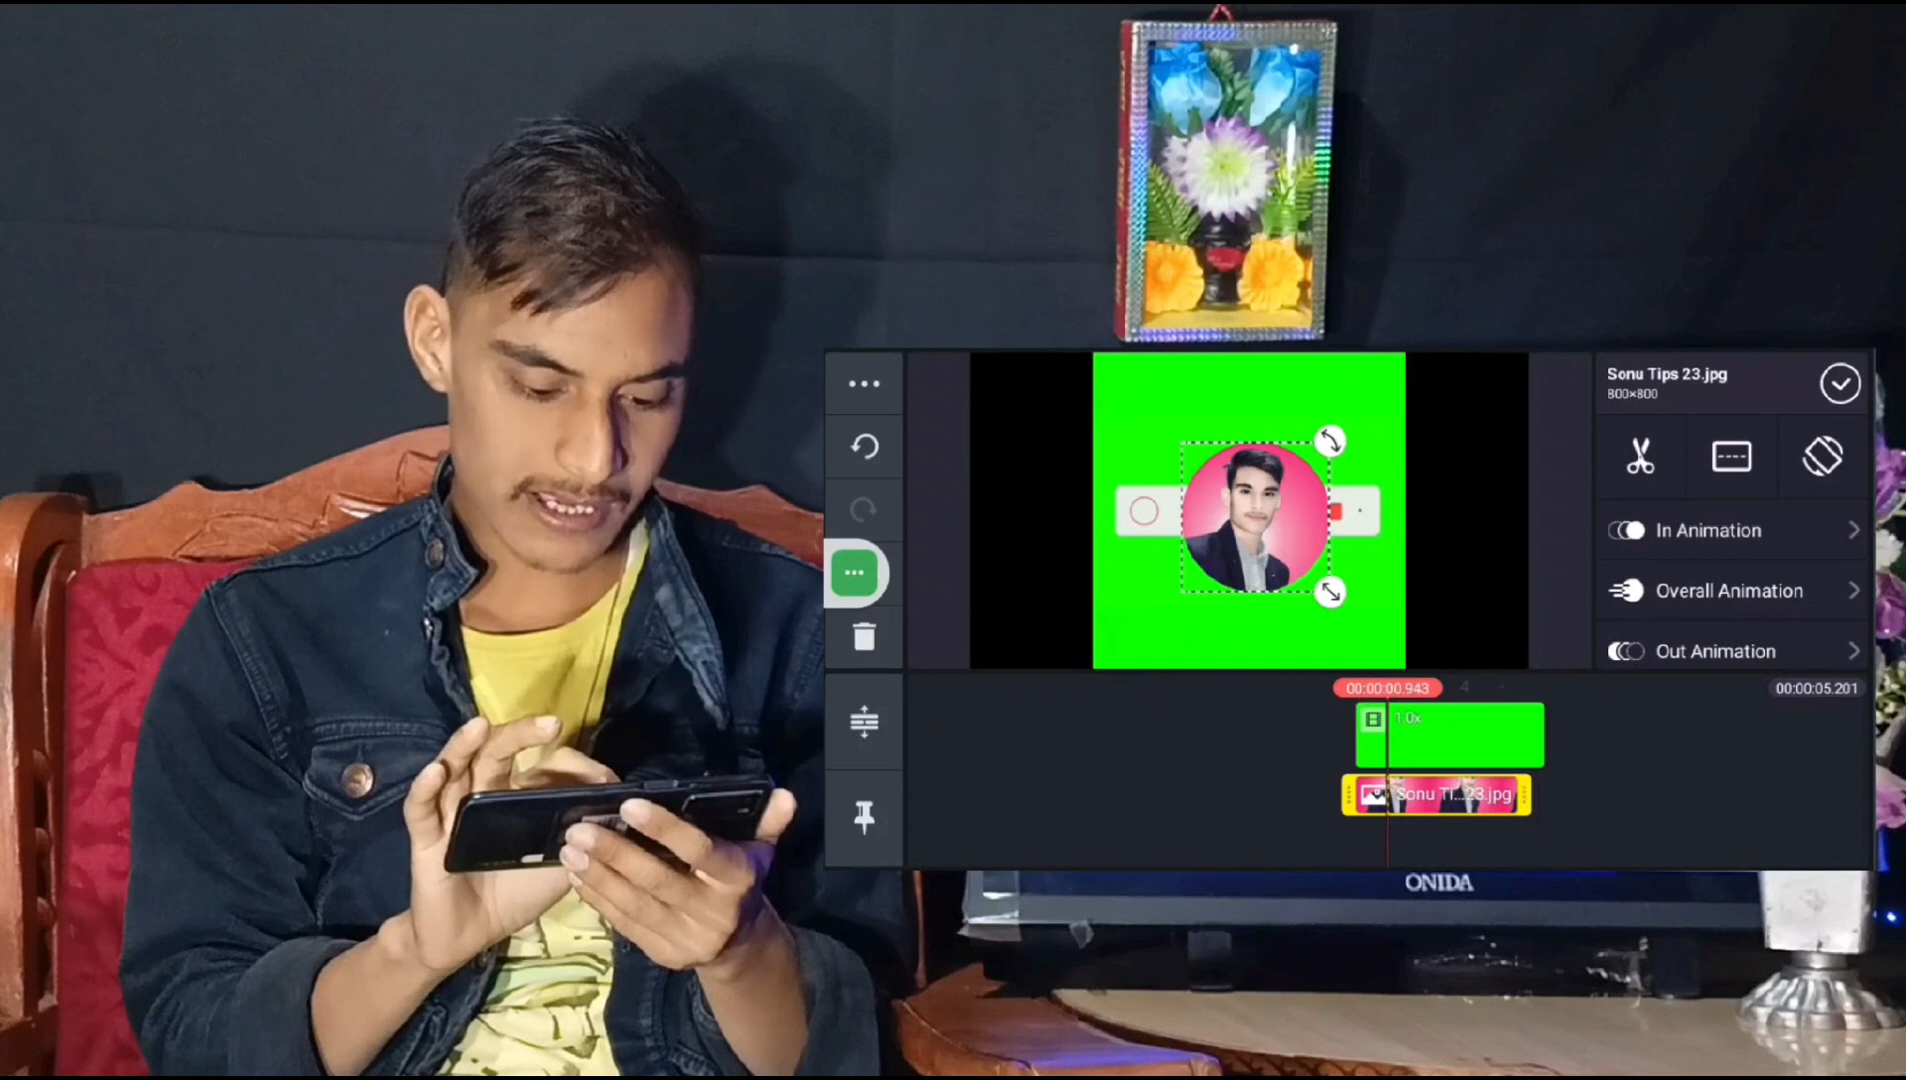 Sonu Tips 23.jpg
800×800
In Animation
Overall Animation
Out Animation
00:00:00.943
4
00:00:05.201
1.0x
Sonu Ti...23.jpg
ONIDA